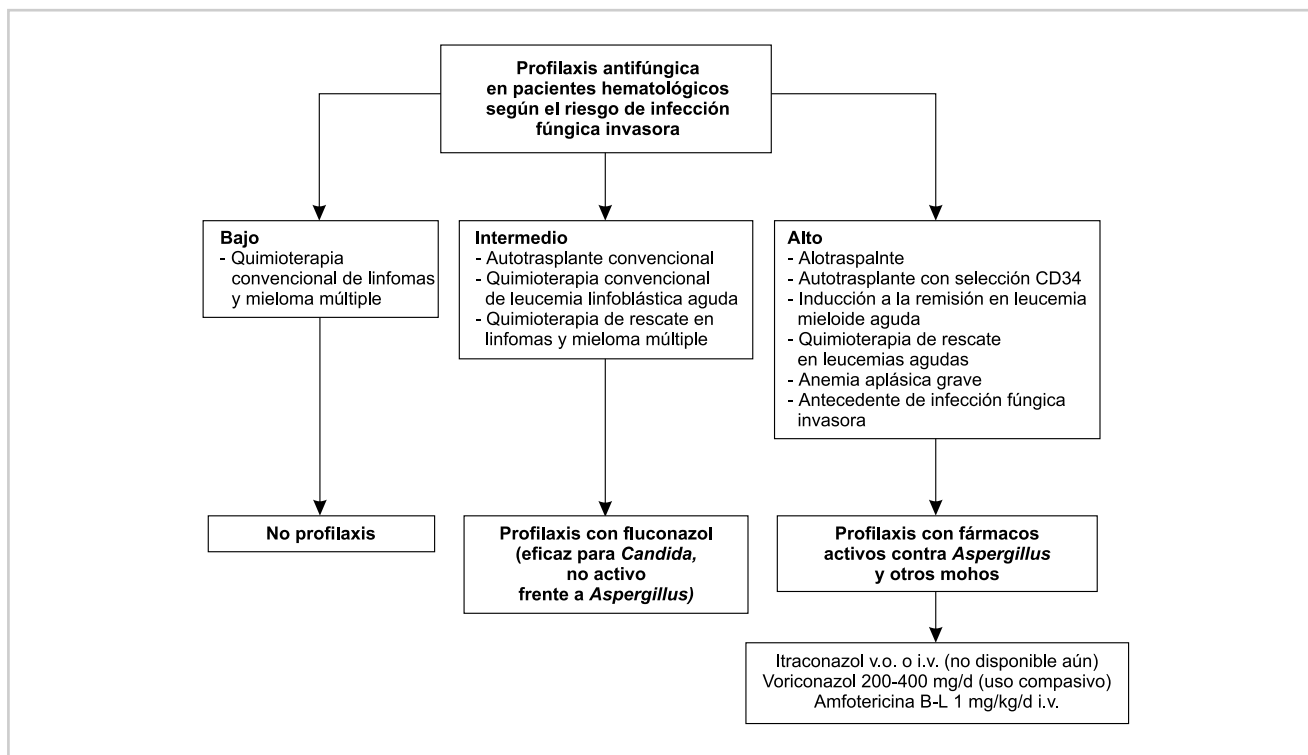 Profilaxis antifúngica
en pacientes hematológicos
según el riesgo de infección
fúngica invasora
Bajo
- Quimioterapia
convencional de linfomas
y mieloma múltiple
Intermedio
- Autotrasplante convencional
- Quimioterapia convencional
de leucemia linfoblástica aguda
- Quimioterapia de rescate en
linfomas y mieloma múltiple
Alto
- Alotraspalnte
- Autotrasplante con selección CD34
- Inducción a la remisión en leucemia
mieloide aguda
- Quimioterapia de rescate
en leucemias agudas
- Anemia aplásica grave
- Antecedente de infección fúngica
invasora
No profilaxis
Profilaxis con fluconazol
(eficaz para Candida,
no activo
frente a Aspergillus)
Profilaxis con fármacos
activos contra Aspergillus
y otros mohos
Itraconazol v.o. o i.v. (no disponible aún)
Voriconazol 200-400 mg/d (uso compasivo)
Amfotericina B-L 1 mg/kg/d i.v.